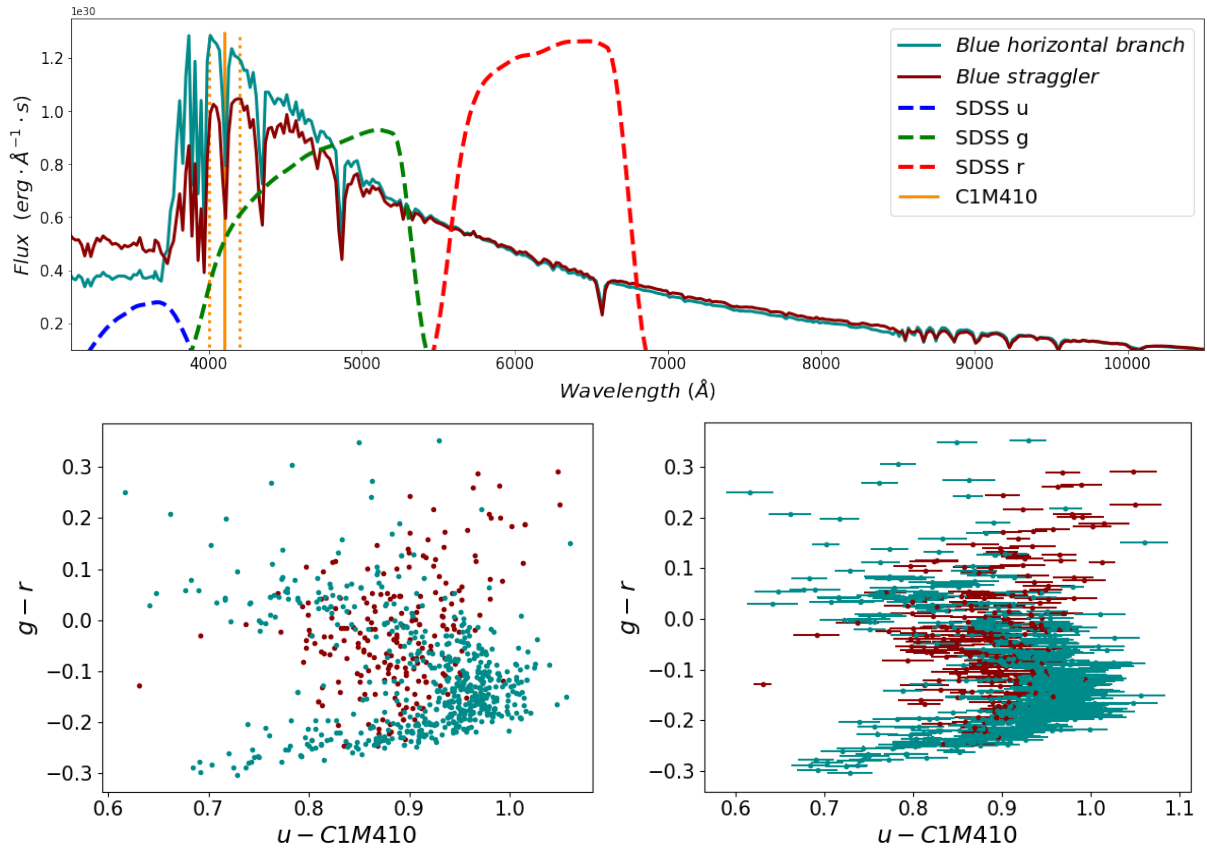 1e30
1.2
1.0
0.8
0.6
0.4
0.2
Flux (erg · Å⁻¹ · s)
4000 5000 6000 7000 8000 9000 10000
Wavelength (Å)
Blue horizontal branch
Blue straggler
SDSS u
SDSS g
SDSS r
C1M410
0.3
0.2
0.1
0.0
−0.1
−0.2
−0.3
g − r
0.6 0.7 0.8 0.9 1.0
u − C1M410
0.3
0.2
0.1
0.0
−0.1
−0.2
−0.3
g − r
0.6 0.7 0.8 0.9 1.0 1.1
u − C1M410